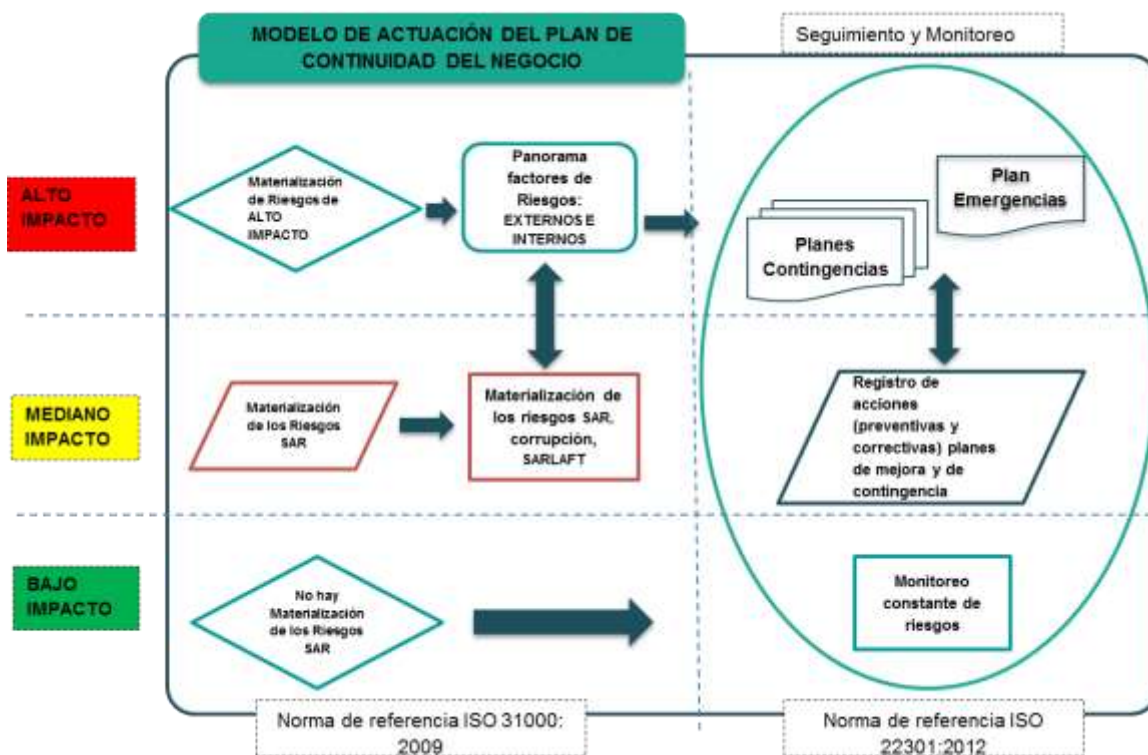 MODELO DE ACTUACIÓN DEL PLAN DE
CONTINUIDAD DEL NEGOCIO
Seguimiento y Monitoreo
ALTO
IMPACTO
Materialización
de Riesgos de
ALTO
IMPACTO
Panorama
factores de
Riesgos:
EXTERNOS E
INTERNOS
Planes
Contingencias
Plan
Emergencias
MEDIANO
IMPACTO
Materialización
de los Riesgos
SAR
Materialización de
los riesgos SAR,
corrupción,
SARLAFT
Registro de
acciones
(preventivas y
correctivas) planes
de mejora y de
contingencia
BAJO
IMPACTO
No hay
Materialización
de los Riesgos
SAR
Monitoreo
constante de
riesgos
Norma de referencia ISO 31000:
2009
Norma de referencia ISO
22301:2012